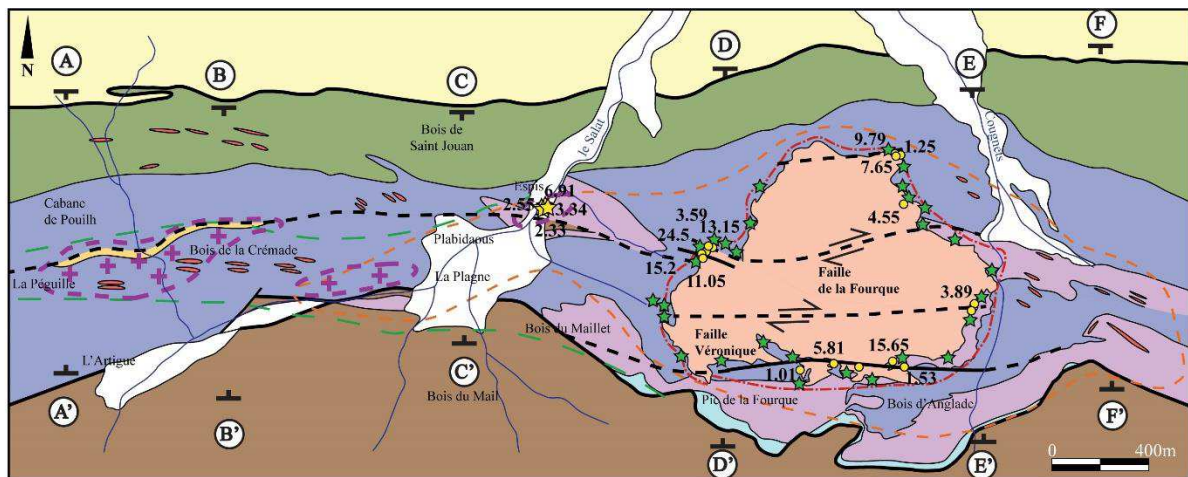 A
B
C
D
E
F
N
Bois de
Saint Jouan
le Salat
Cougnets
9.79
1.25
7.65
Espis
6.91
2.55
3.34
2.33
4.55
Cabane
de Pouilh
3.59
13.15
24.5
Plabidaous
Bois de la Crémade
15.2
11.05
La Plagne
La Péguille
Faille
de la Fourque
3.89
Bois du Maillet
Faille
Véronique
5.81
15.65
L'Artigue
1.01
1.53
A'
B'
C'
Bois du Mail
Pic de la Fourque
Bois d'Anglade
F'
D'
E'
0
400m